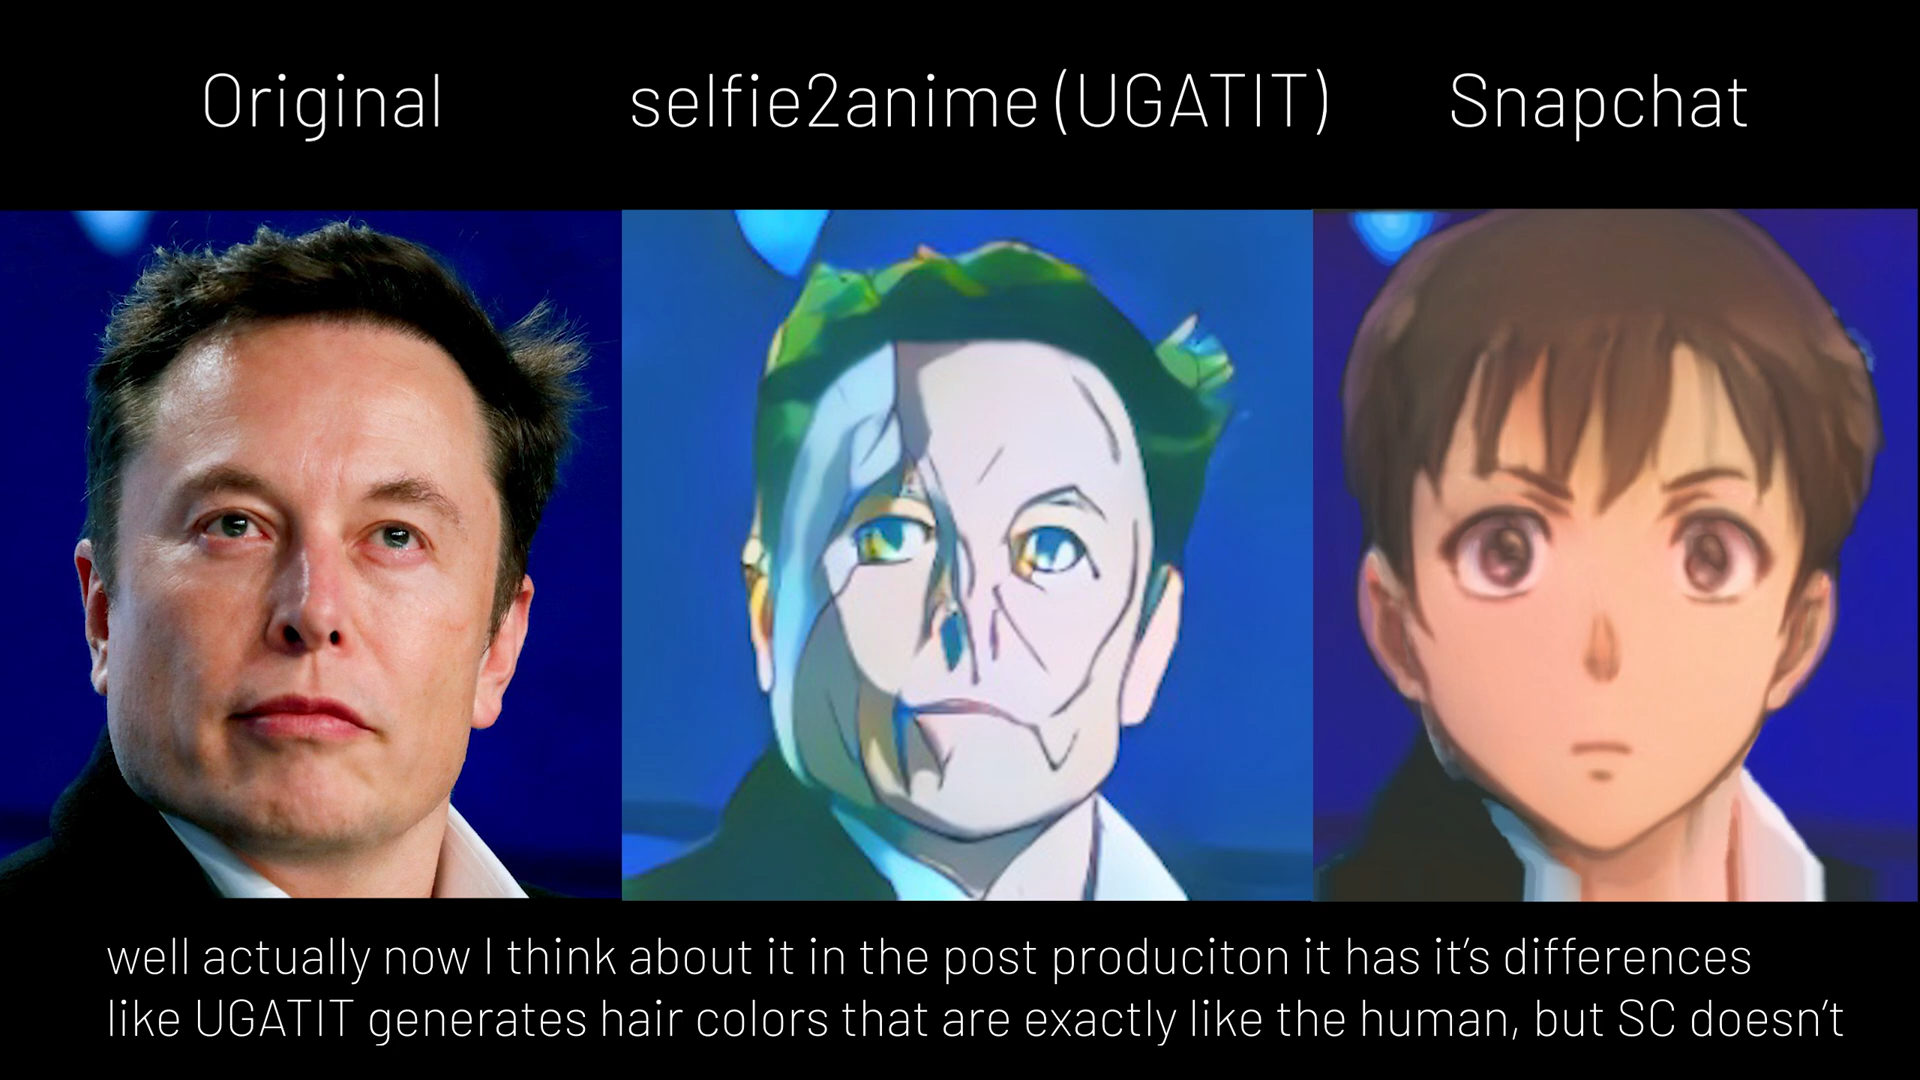 Original
selfie2anime (UGATIT)
Snapchat
well actually now I think about it in the post produciton it has it's differences
like UGATIT generates hair colors that are exactly like the human, but SC doesn't